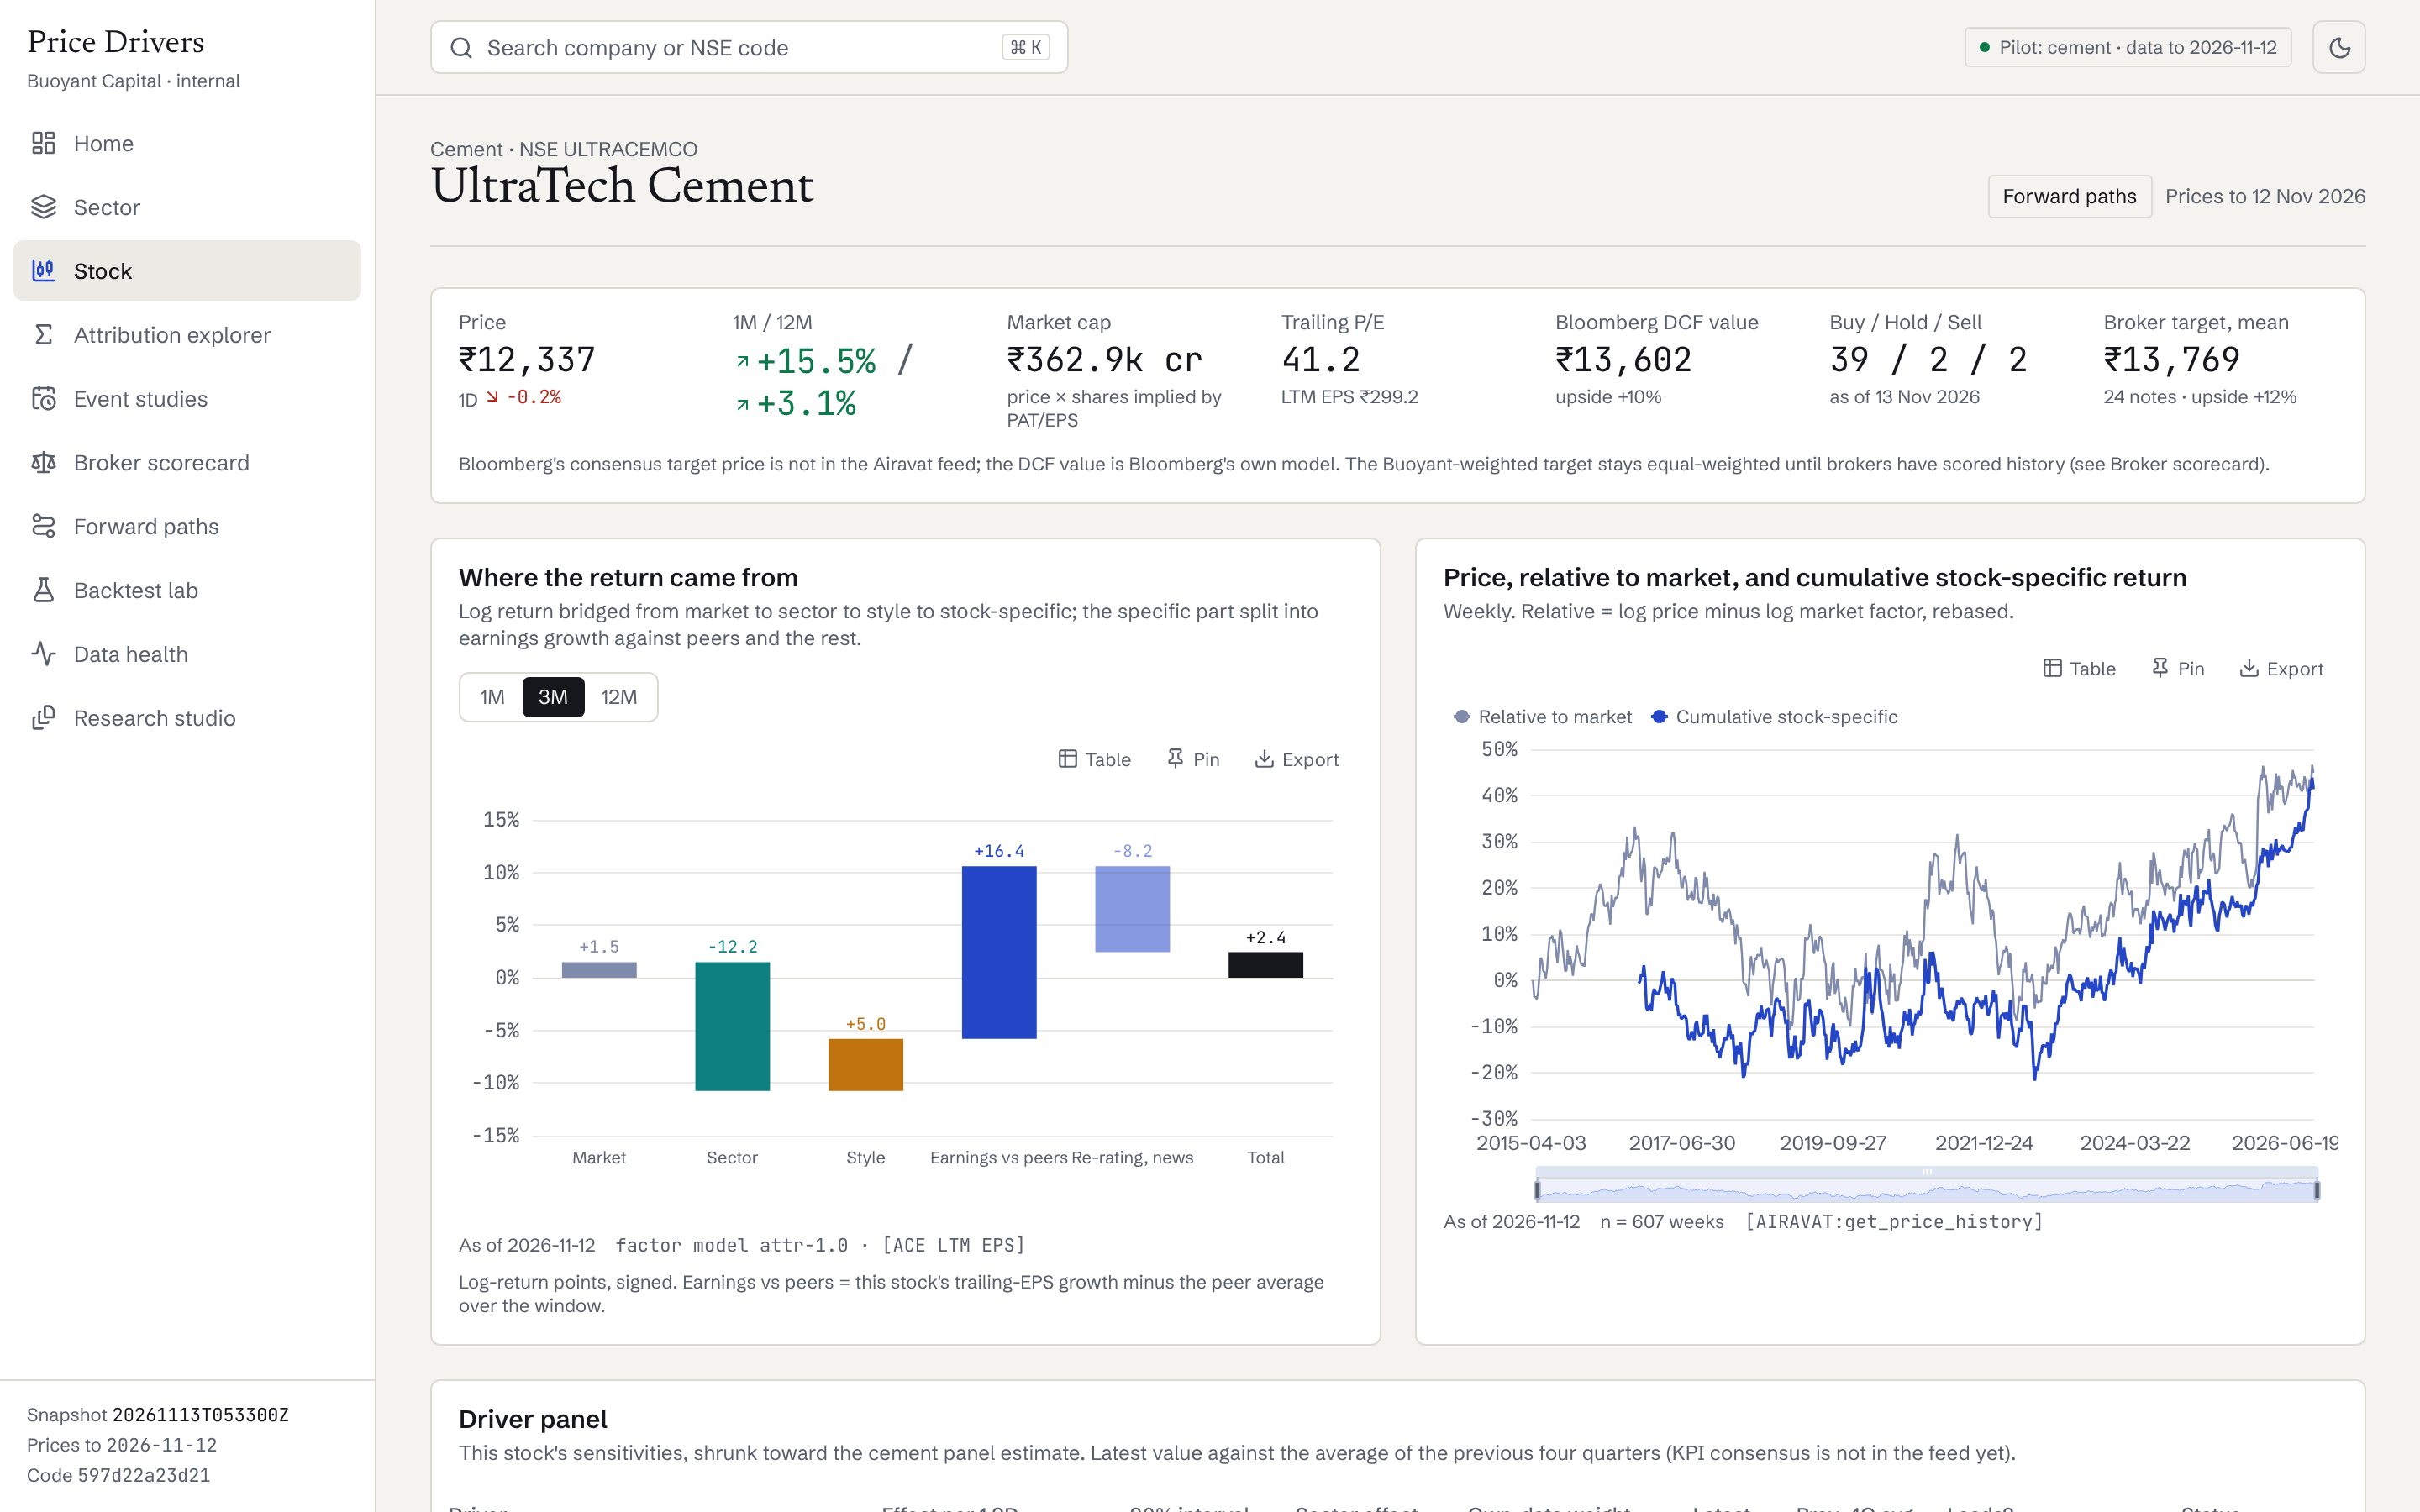 Price Drivers
Buoyant Capital · internal
Home
Sector
Stock
Attribution explorer
Event studies
Broker scorecard
Forward paths
Backtest lab
Data health
Research studio
Snapshot 20261113T053300Z
Prices to 2026-11-12
Code 597d22a23d21
Search company or NSE code
⌘ K
Pilot: cement · data to 2026-11-12
Cement · NSE ULTRACEMCO
UltraTech Cement
Forward paths
Prices to 12 Nov 2026
Price
₹12,337
1D -0.2%
1M / 12M
+15.5% /
+3.1%
Market cap
₹362.9k cr
price × shares implied by
PAT/EPS
Trailing P/E
41.2
LTM EPS ₹299.2
Bloomberg DCF value
₹13,602
upside +10%
Buy / Hold / Sell
39 / 2 / 2
as of 13 Nov 2026
Broker target, mean
₹13,769
24 notes · upside +12%
Bloomberg's consensus target price is not in the Airavat feed; the DCF value is Bloomberg's own model. The Buoyant-weighted target stays equal-weighted until brokers have scored history (see Broker scorecard).
Where the return came from
Log return bridged from market to sector to style to stock-specific; the specific part split into
earnings growth against peers and the rest.
1M 3M 12M
Table Pin Export
15%
10%
5%
0%
-5%
-10%
-15%
+1.5
-12.2
+5.0
+16.4
-8.2
+2.4
Market Sector Style Earnings vs peers Re-rating, news Total
As of 2026-11-12 factor model attr-1.0 · [ACE LTM EPS]
Log-return points, signed. Earnings vs peers = this stock's trailing-EPS growth minus the peer average
over the window.
Price, relative to market, and cumulative stock-specific return
Weekly. Relative = log price minus log market factor, rebased.
Table Pin Export
Relative to market Cumulative stock-specific
50%
40%
30%
20%
10%
0%
-10%
-20%
-30%
2015-04-03 2017-06-30 2019-09-27 2021-12-24 2024-03-22 2026-06-19
As of 2026-11-12 n = 607 weeks [AIRAVAT:get_price_history]
Driver panel
This stock's sensitivities, shrunk toward the cement panel estimate. Latest value against the average of the previous four quarters (KPI consensus is not in the feed yet).